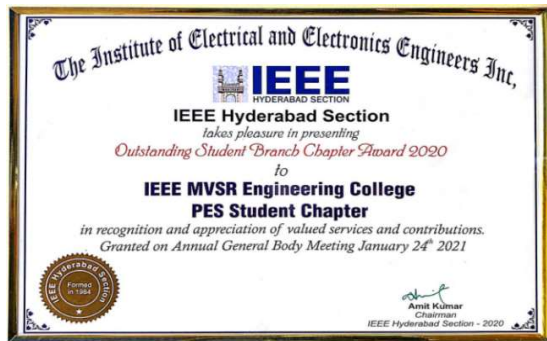 The Institute of Electrical and Electronics Engineers Inc,
IEEE
HYDERABAD SECTION
IEEE Hyderabad Section
takes pleasure in presenting
Outstanding Student Branch Chapter Award 2020
to
IEEE MVSR Engineering College
PES Student Chapter
in recognition and appreciation of valued services and contributions.
Granted on Annual General Body Meeting January 24th 2021
IEEE Hyderabad Section
Formed
in 1984
Amit Kumar
Chairman
IEEE Hyderabad Section - 2020